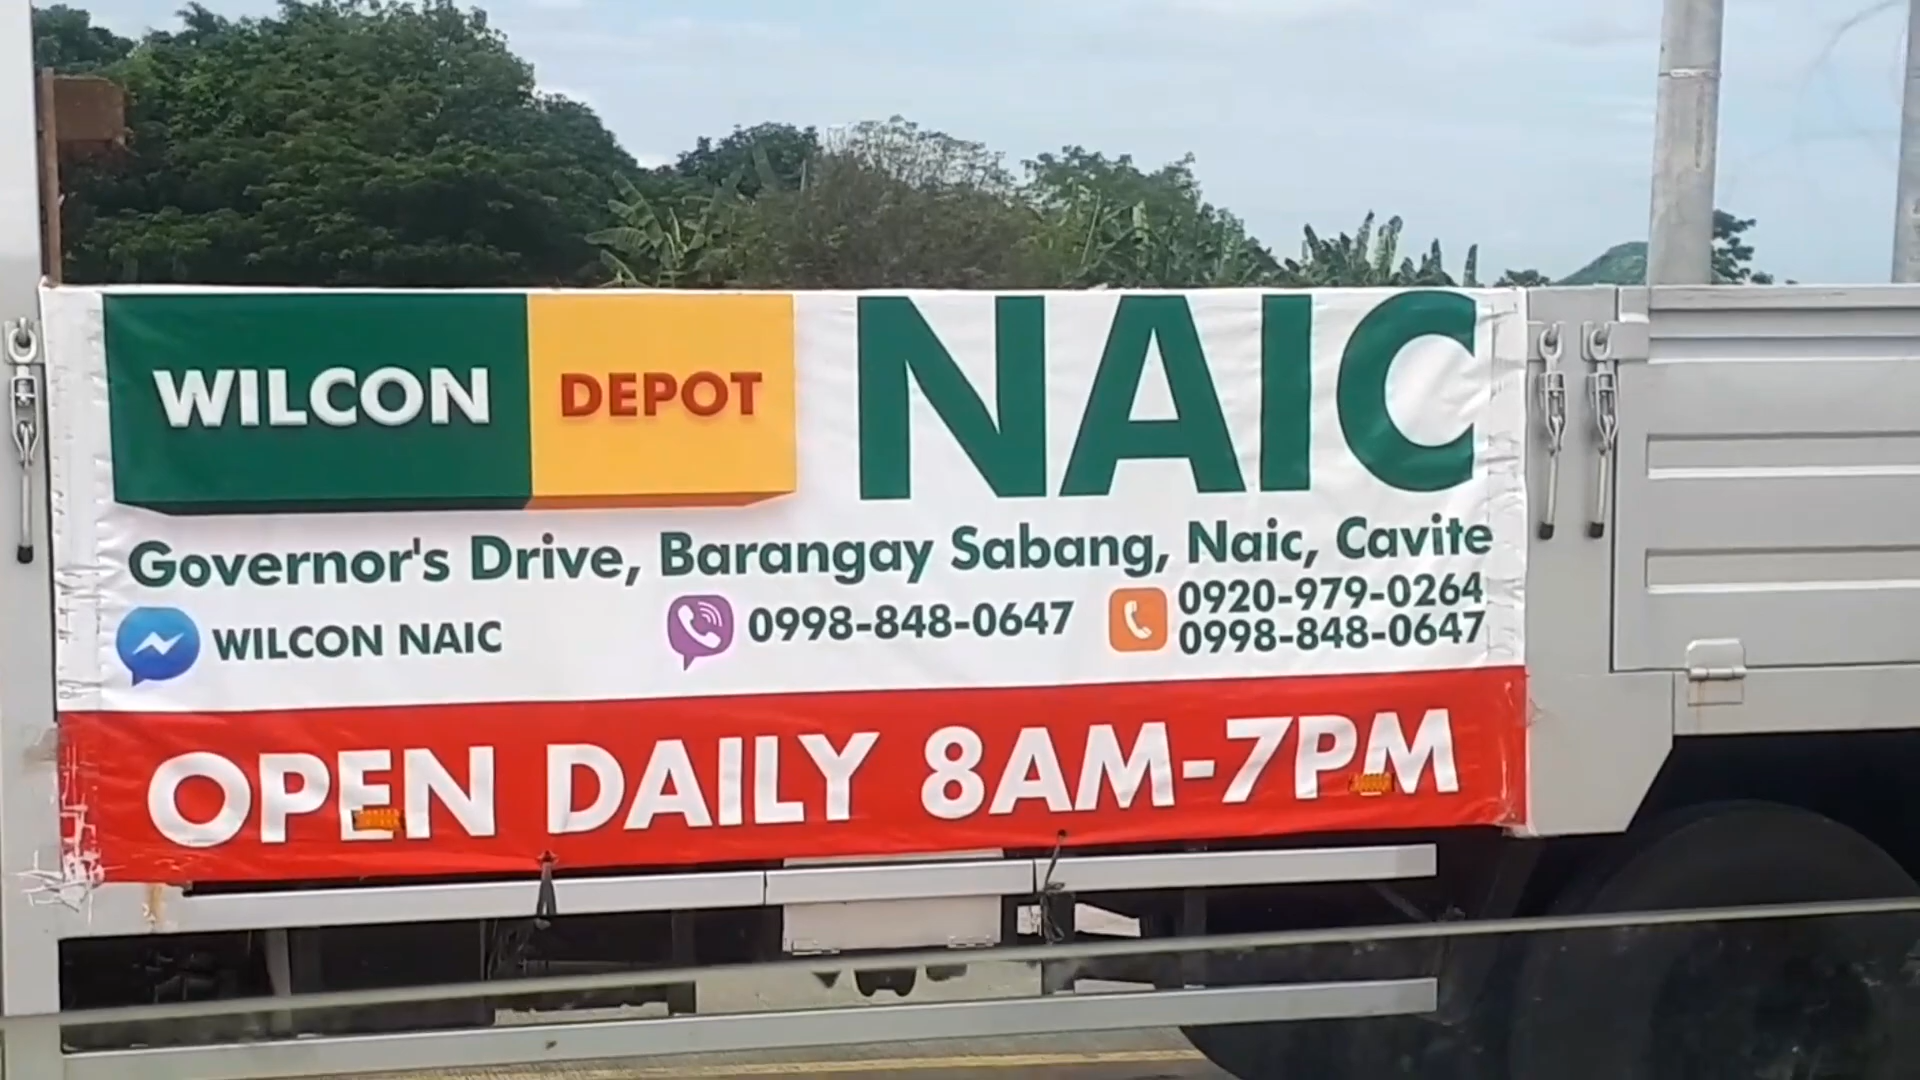 WILCON DEPOT NAIC
Governor's Drive, Barangay Sabang, Naic, Cavite
WILCON NAIC
0998-848-0647
0920-979-0264
0998-848-0647
OPEN DAILY 8AM-7PM